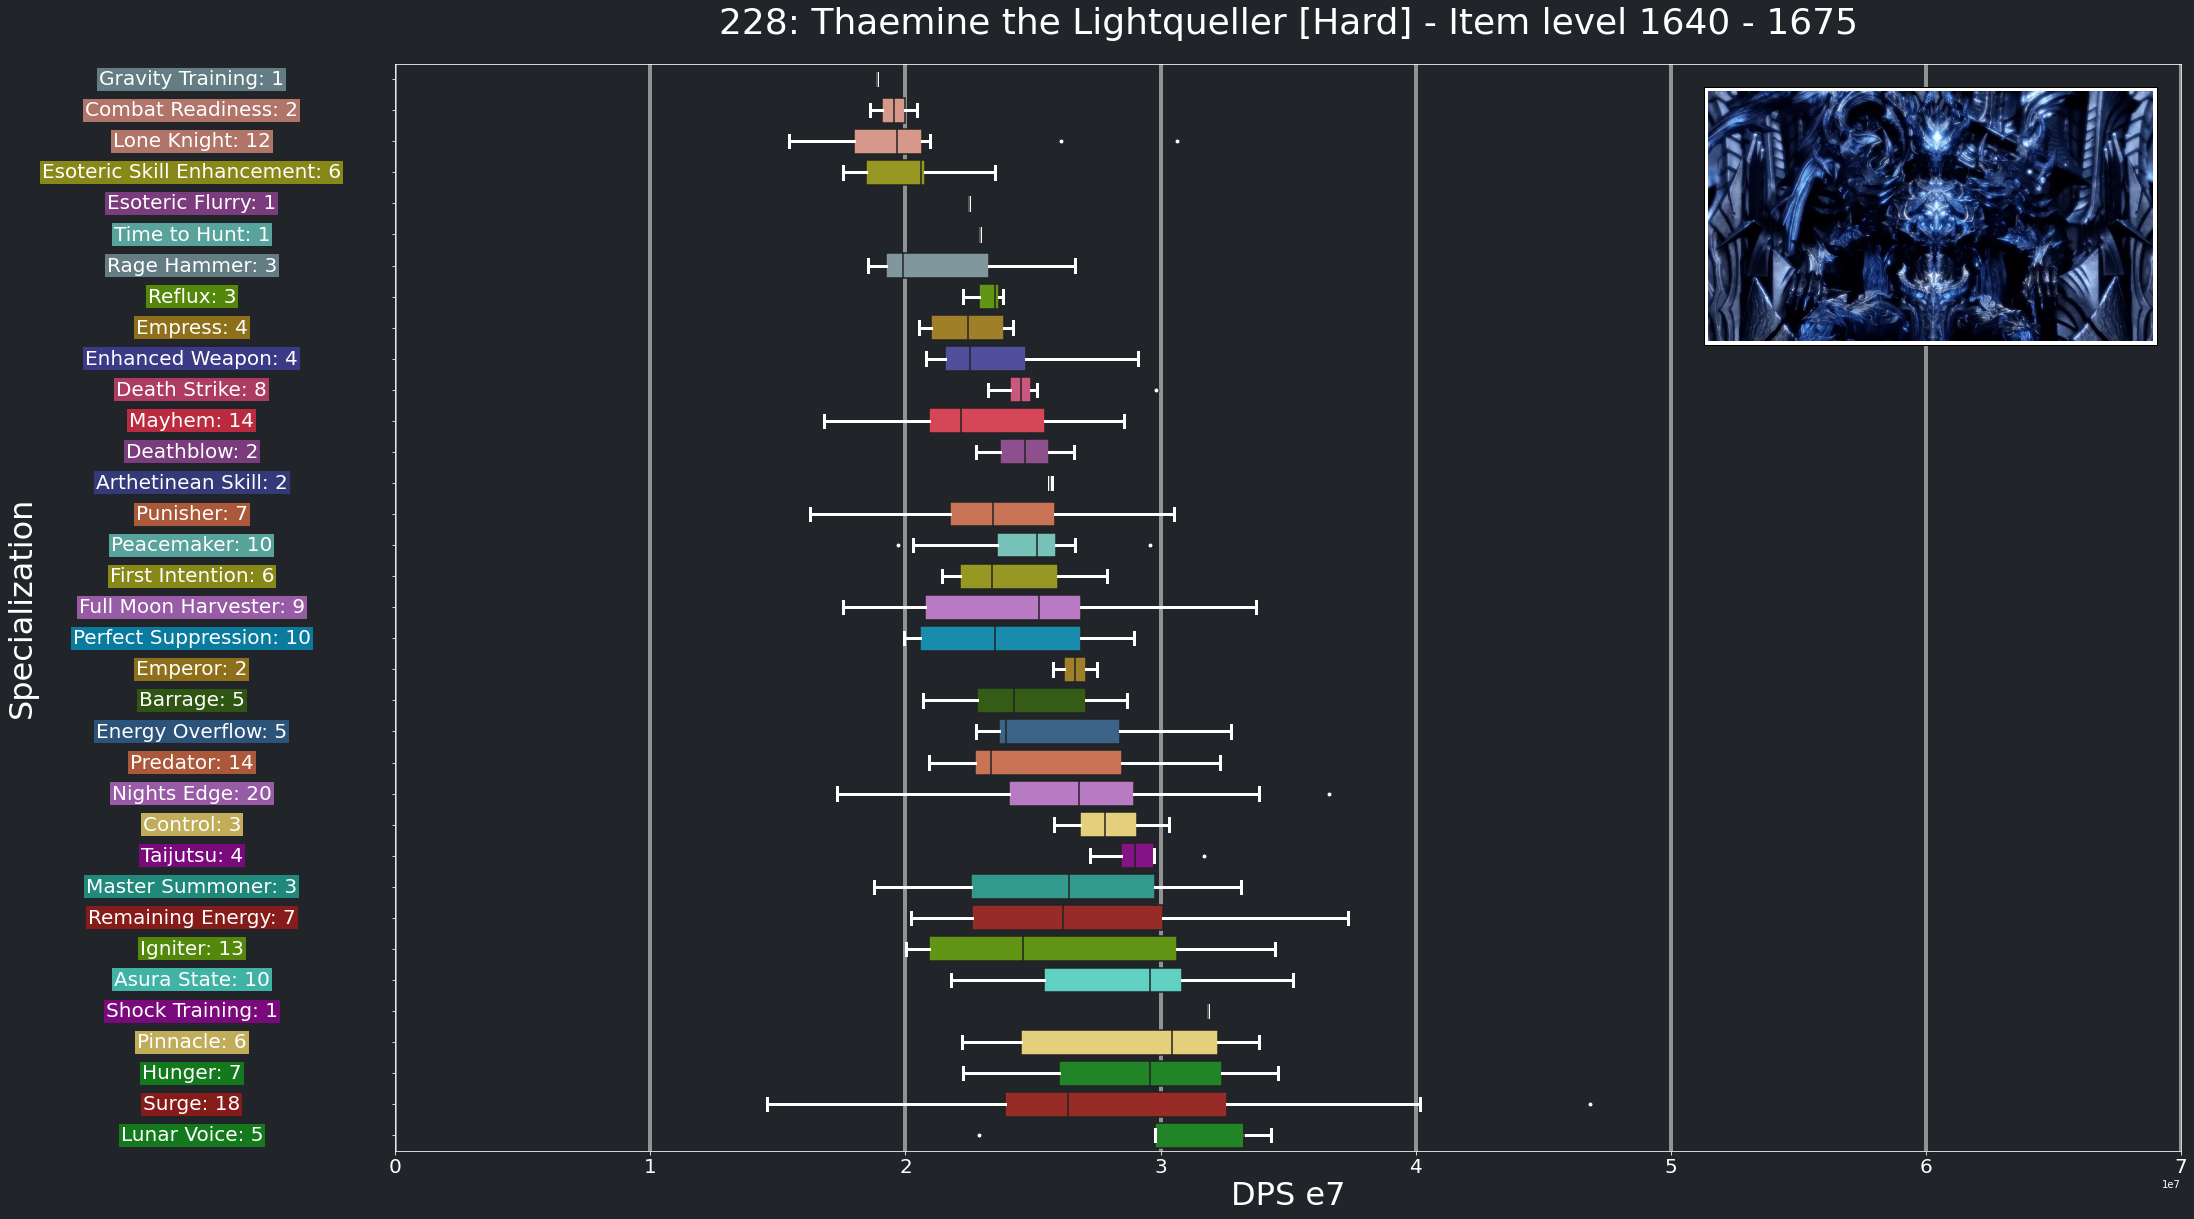 228: Thaemine the Lightqueller [Hard] - Item level 1640 - 1675
Specialization
Gravity Training: 1
Combat Readiness: 2
Lone Knight: 12
Esoteric Skill Enhancement: 6
Esoteric Flurry: 1
Time to Hunt: 1
Rage Hammer: 3
Reflux: 3
Empress: 4
Enhanced Weapon: 4
Death Strike: 8
Mayhem: 14
Deathblow: 2
Arthetinean Skill: 2
Punisher: 7
Peacemaker: 10
First Intention: 6
Full Moon Harvester: 9
Perfect Suppression: 10
Emperor: 2
Barrage: 5
Energy Overflow: 5
Predator: 14
Nights Edge: 20
Control: 3
Taijutsu: 4
Master Summoner: 3
Remaining Energy: 7
Igniter: 13
Asura State: 10
Shock Training: 1
Pinnacle: 6
Hunger: 7
Surge: 18
Lunar Voice: 5
0 1 2 3 4 5 6 7
1e7
DPS e7